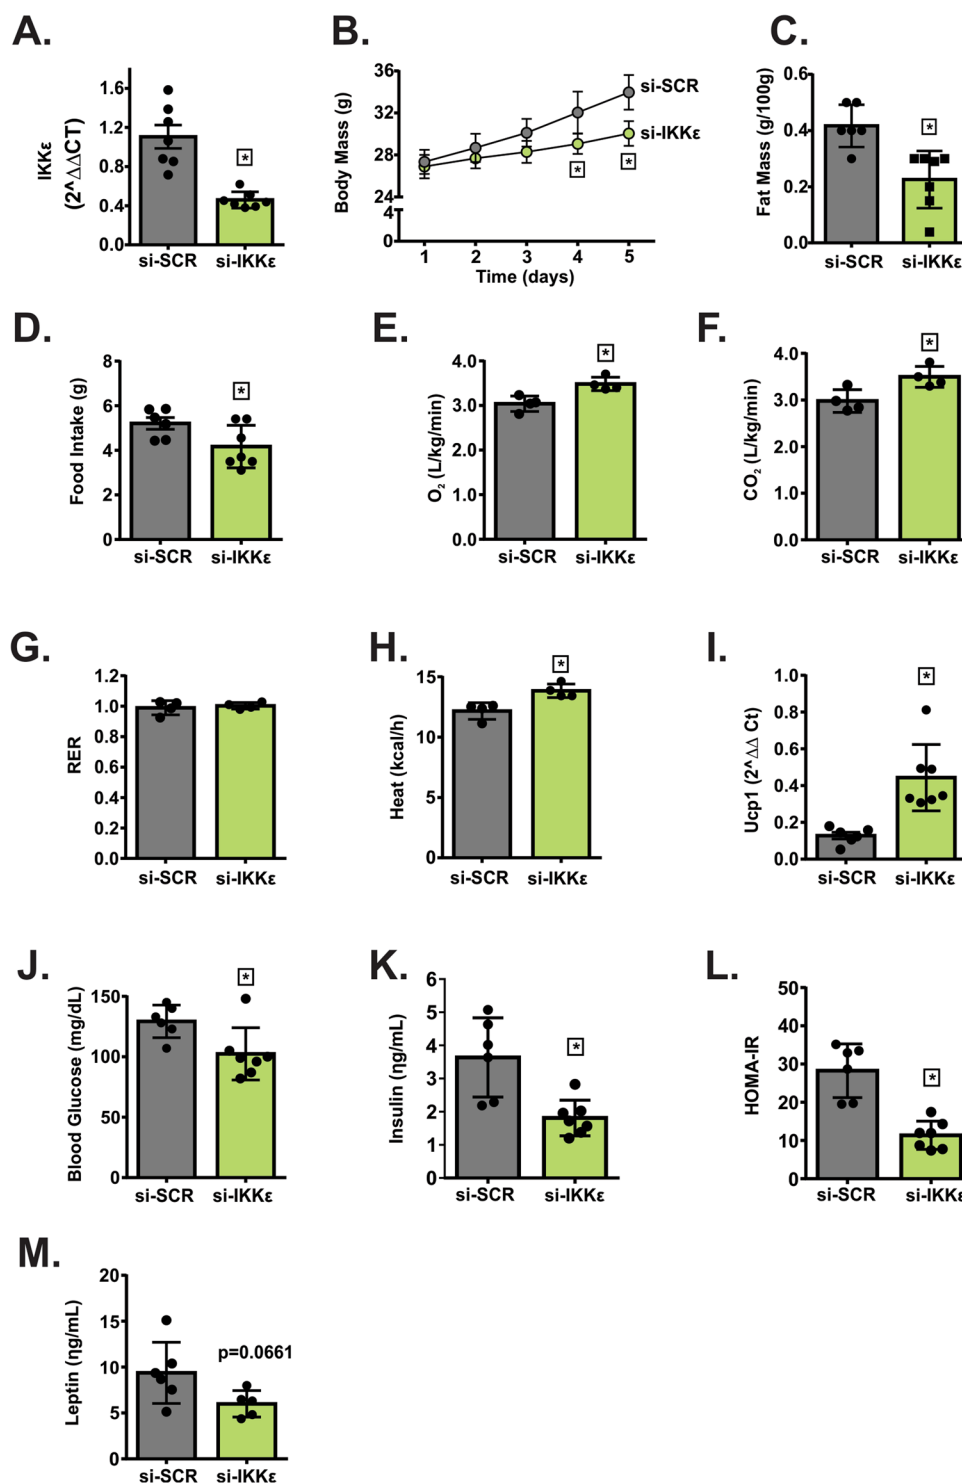 A.
IKKε
(2^ΔΔCT)
1.6
1.2
0.8
0.4
0.0
*
si-SCR
si-IKKε
B.
Body Mass (g)
36
32
28
24
4
0
si-SCR
si-IKKε
*
*
1
2
3
4
5
Time (days)
C.
Fat Mass (g/100g)
0.6
0.4
0.2
0.0
*
si-SCR
si-IKKε
D.
Food Intake (g)
8
6
4
2
0
*
si-SCR
si-IKKε
E.
O2 (L/kg/min)
4.0
3.0
2.0
1.0
0.0
*
si-SCR
si-IKKε
F.
CO2 (L/kg/min)
4.0
3.0
2.0
1.0
0.0
*
si-SCR
si-IKKε
G.
RER
1.2
1.0
0.8
0.6
0.4
0.2
0.0
si-SCR
si-IKKε
H.
Heat (kcal/h)
15
10
5
0
*
si-SCR
si-IKKε
I.
Ucp1 (2^ΔΔ Ct)
1.0
0.8
0.6
0.4
0.2
0.0
*
si-SCR
si-IKKε
J.
Blood Glucose (mg/dL)
150
100
50
0
*
si-SCR
si-IKKε
K.
Insulin (ηg/mL)
6
5
4
3
2
1
0
*
si-SCR
si-IKKε
L.
HOMA-IR
50
40
30
20
10
0
*
si-SCR
si-IKKε
M.
Leptin (ηg/mL)
20
15
10
5
0
p=0.0661
si-SCR
si-IKKε